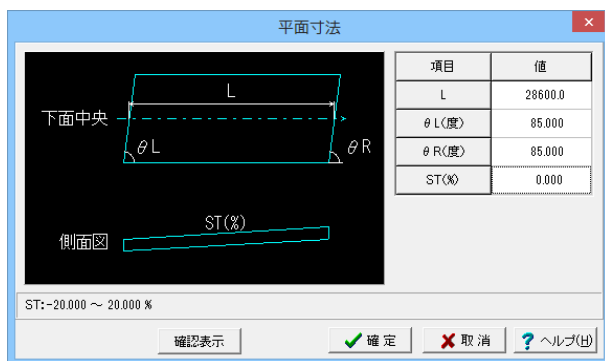 平面寸法
×
L
下面中央
θL
θR
ST(%)
側面図
項目 値
L 28600.0
θL(度) 85.000
θR(度) 85.000
ST(%) 0.000
ST:-20.000 ～ 20.000 %
確認表示 確定 取消 ? ヘルプ(H)